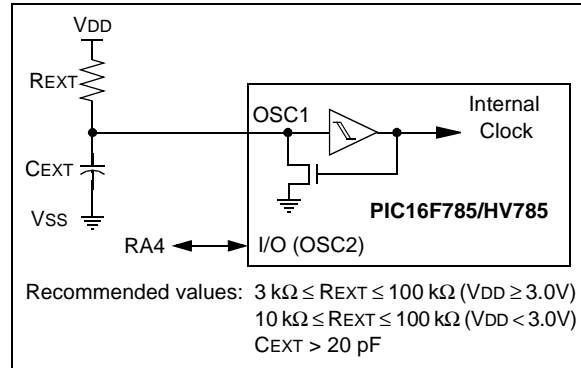 VDD
REXT
OSC1
Internal
Clock
CEXT
PIC16F785/HV785
VSS
RA4
I/O (OSC2)
Recommended values: 3 kΩ ≤ REXT ≤ 100 kΩ (VDD ≥ 3.0V)
10 kΩ ≤ REXT ≤ 100 kΩ (VDD < 3.0V)
CEXT > 20 pF